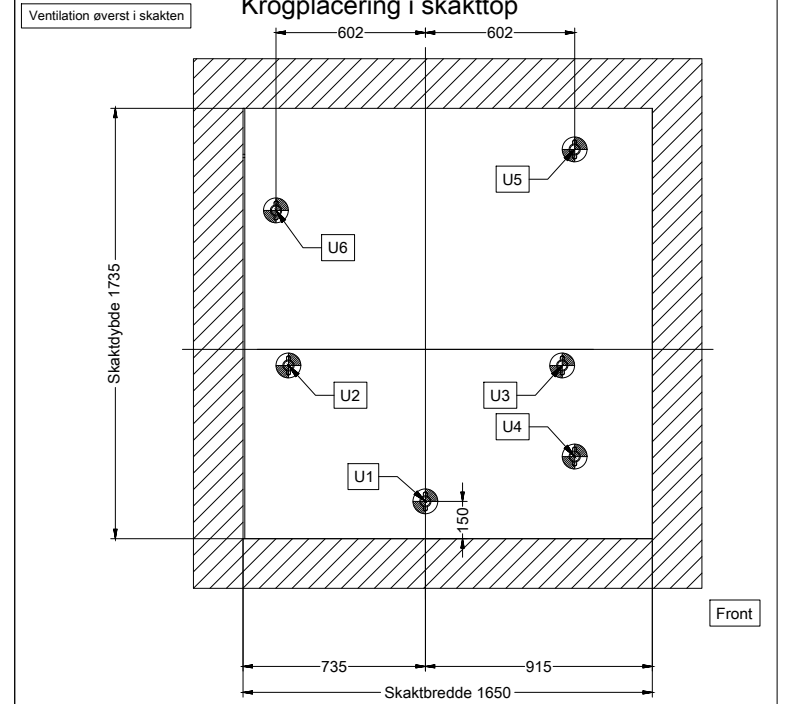 Krogplacering i skakttop
Ventilation øverst i skakten
602
602
U5
U6
Skaktdybde 1735
U2
U3
U4
U1
150
Front
735
915
Skaktbredde 1650